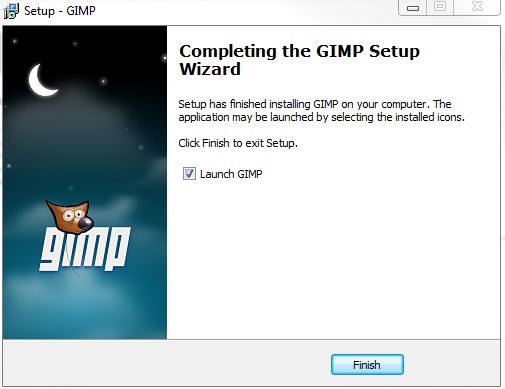 Setup - GIMP
Completing the GIMP Setup
Wizard
Setup has finished installing GIMP on your computer. The
application may be launched by selecting the installed icons.
Click Finish to exit Setup.
Launch GIMP
gimp
Finish